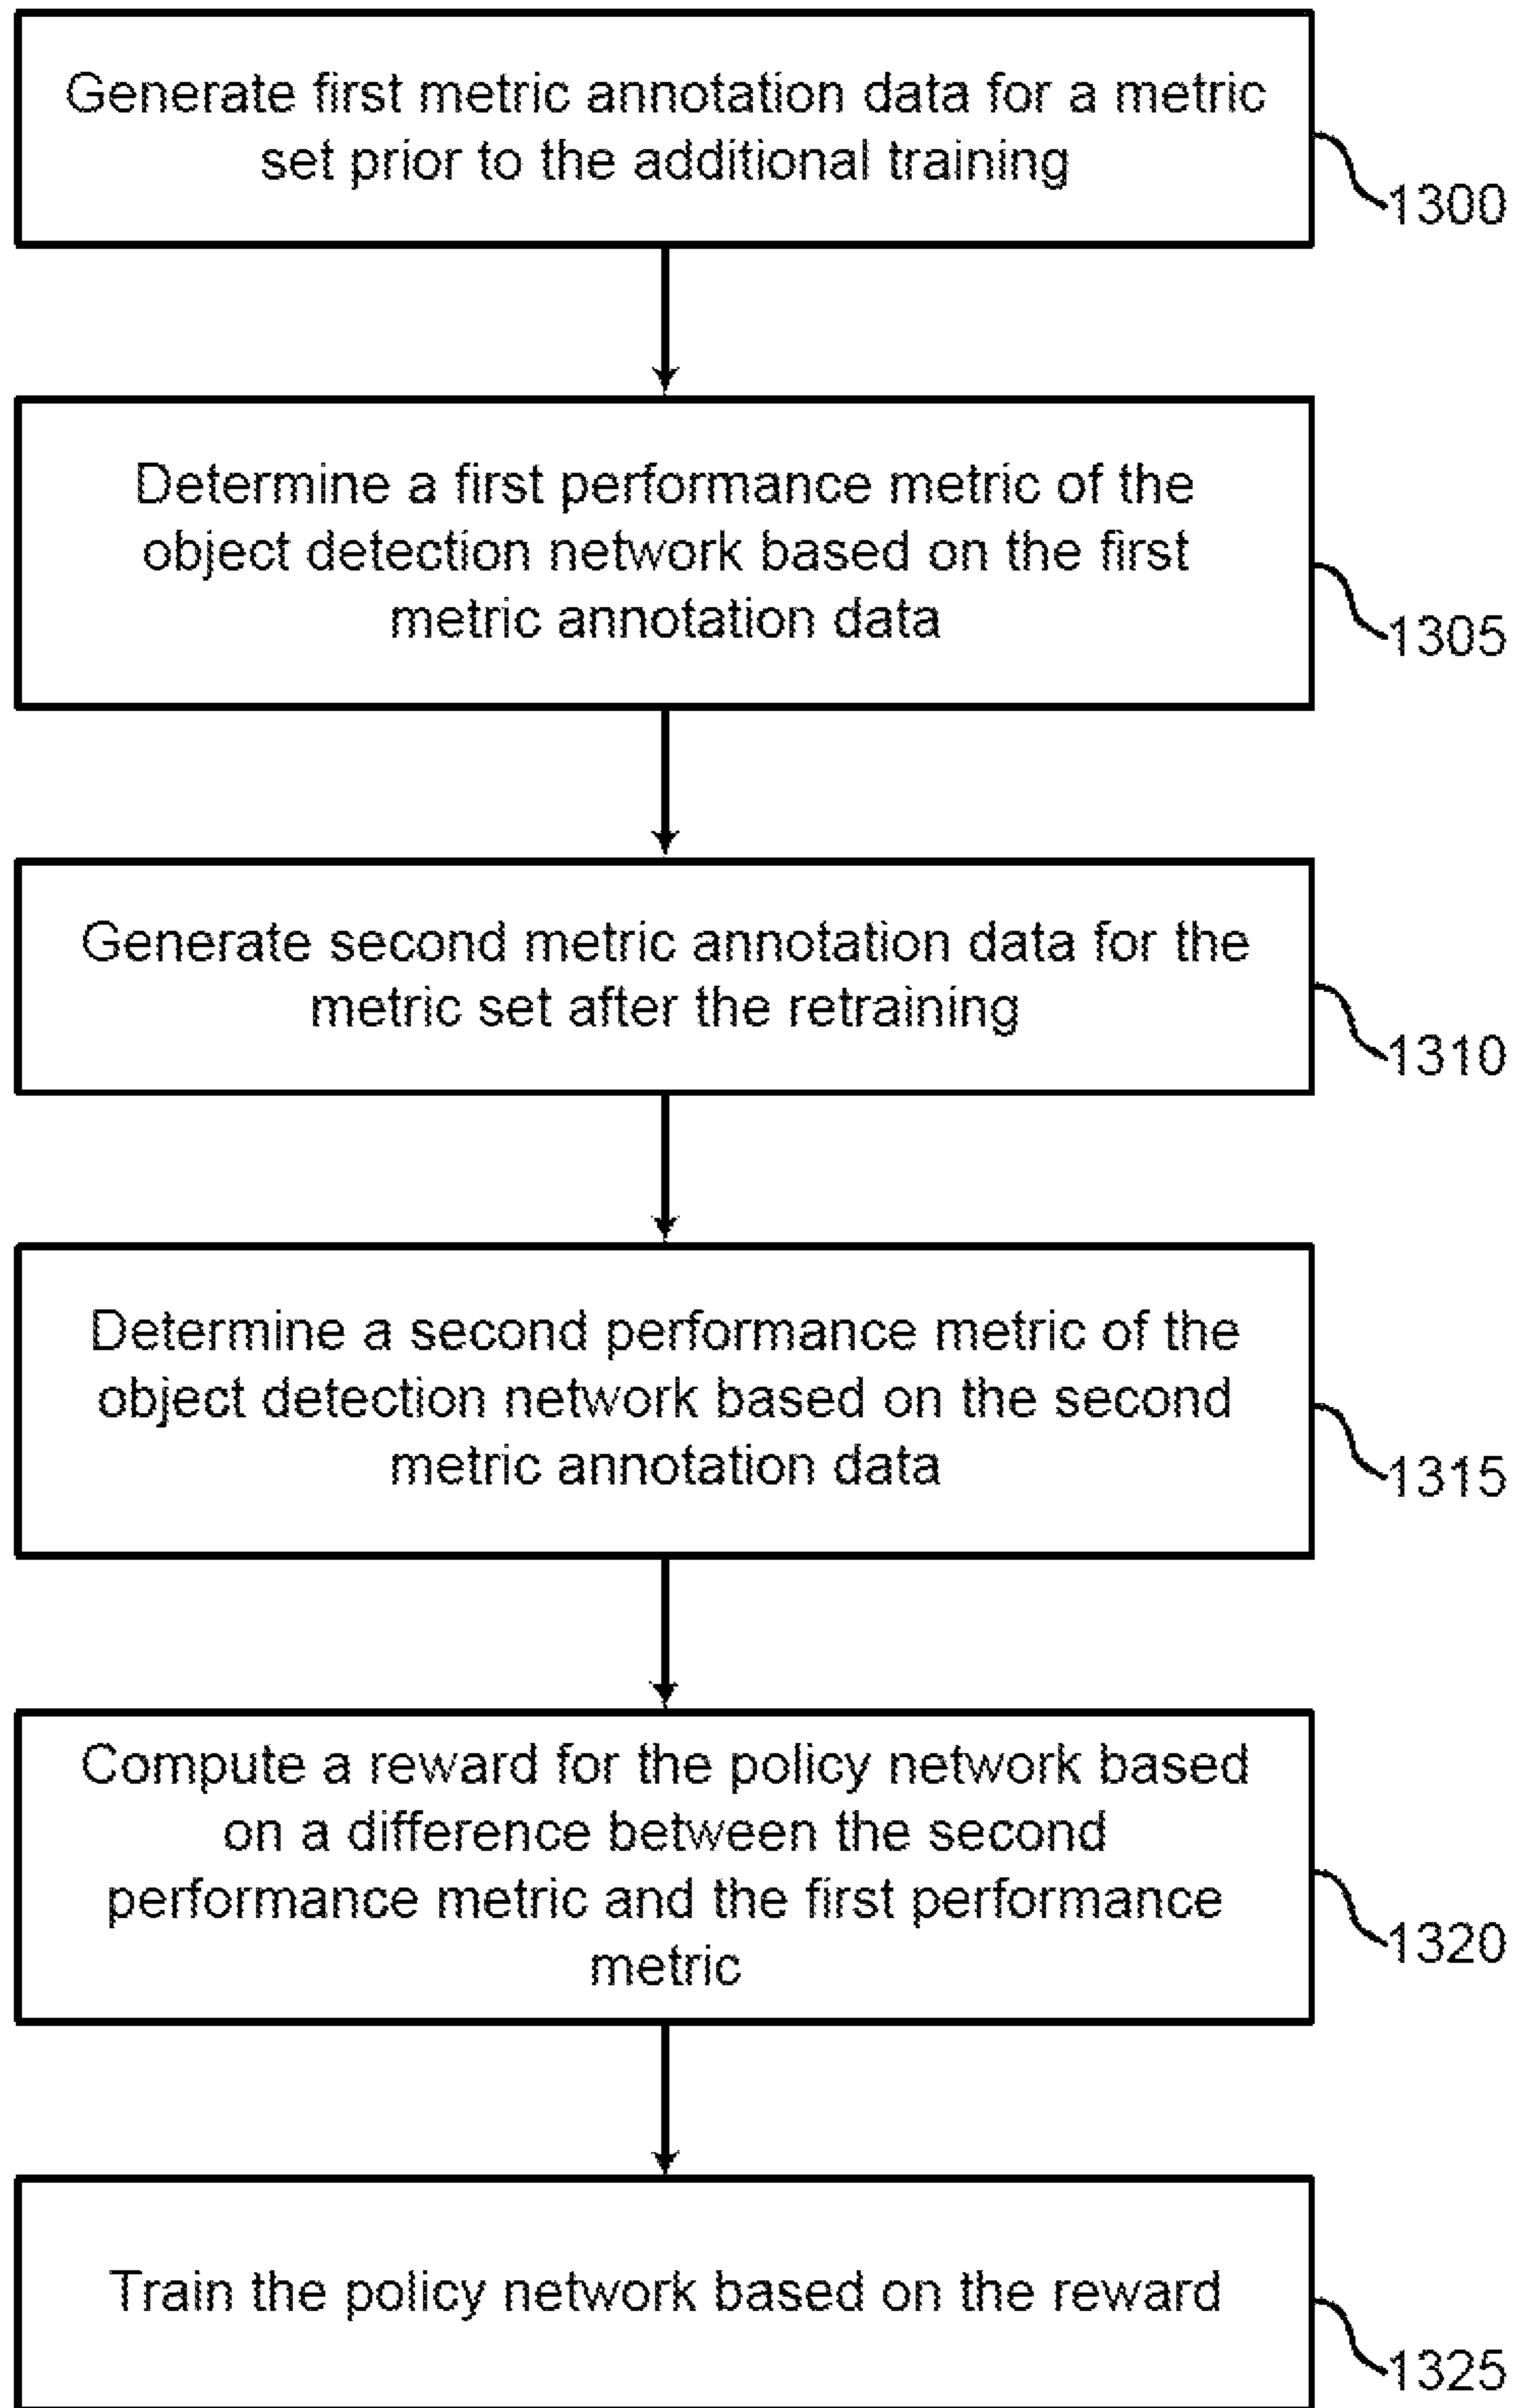 Generate first metric annotation data for a metric
set prior to the additional training
1300
Determine a first performance metric of the
object detection network based on the first
metric annotation data
1305
Generate second metric annotation data for the
metric set after the retraining
1310
Determine a second performance metric of the
object detection network based on the second
metric annotation data
1315
Compute a reward for the policy network based
on a difference between the second
performance metric and the first performance
metric
1320
Train the policy network based on the reward
1325